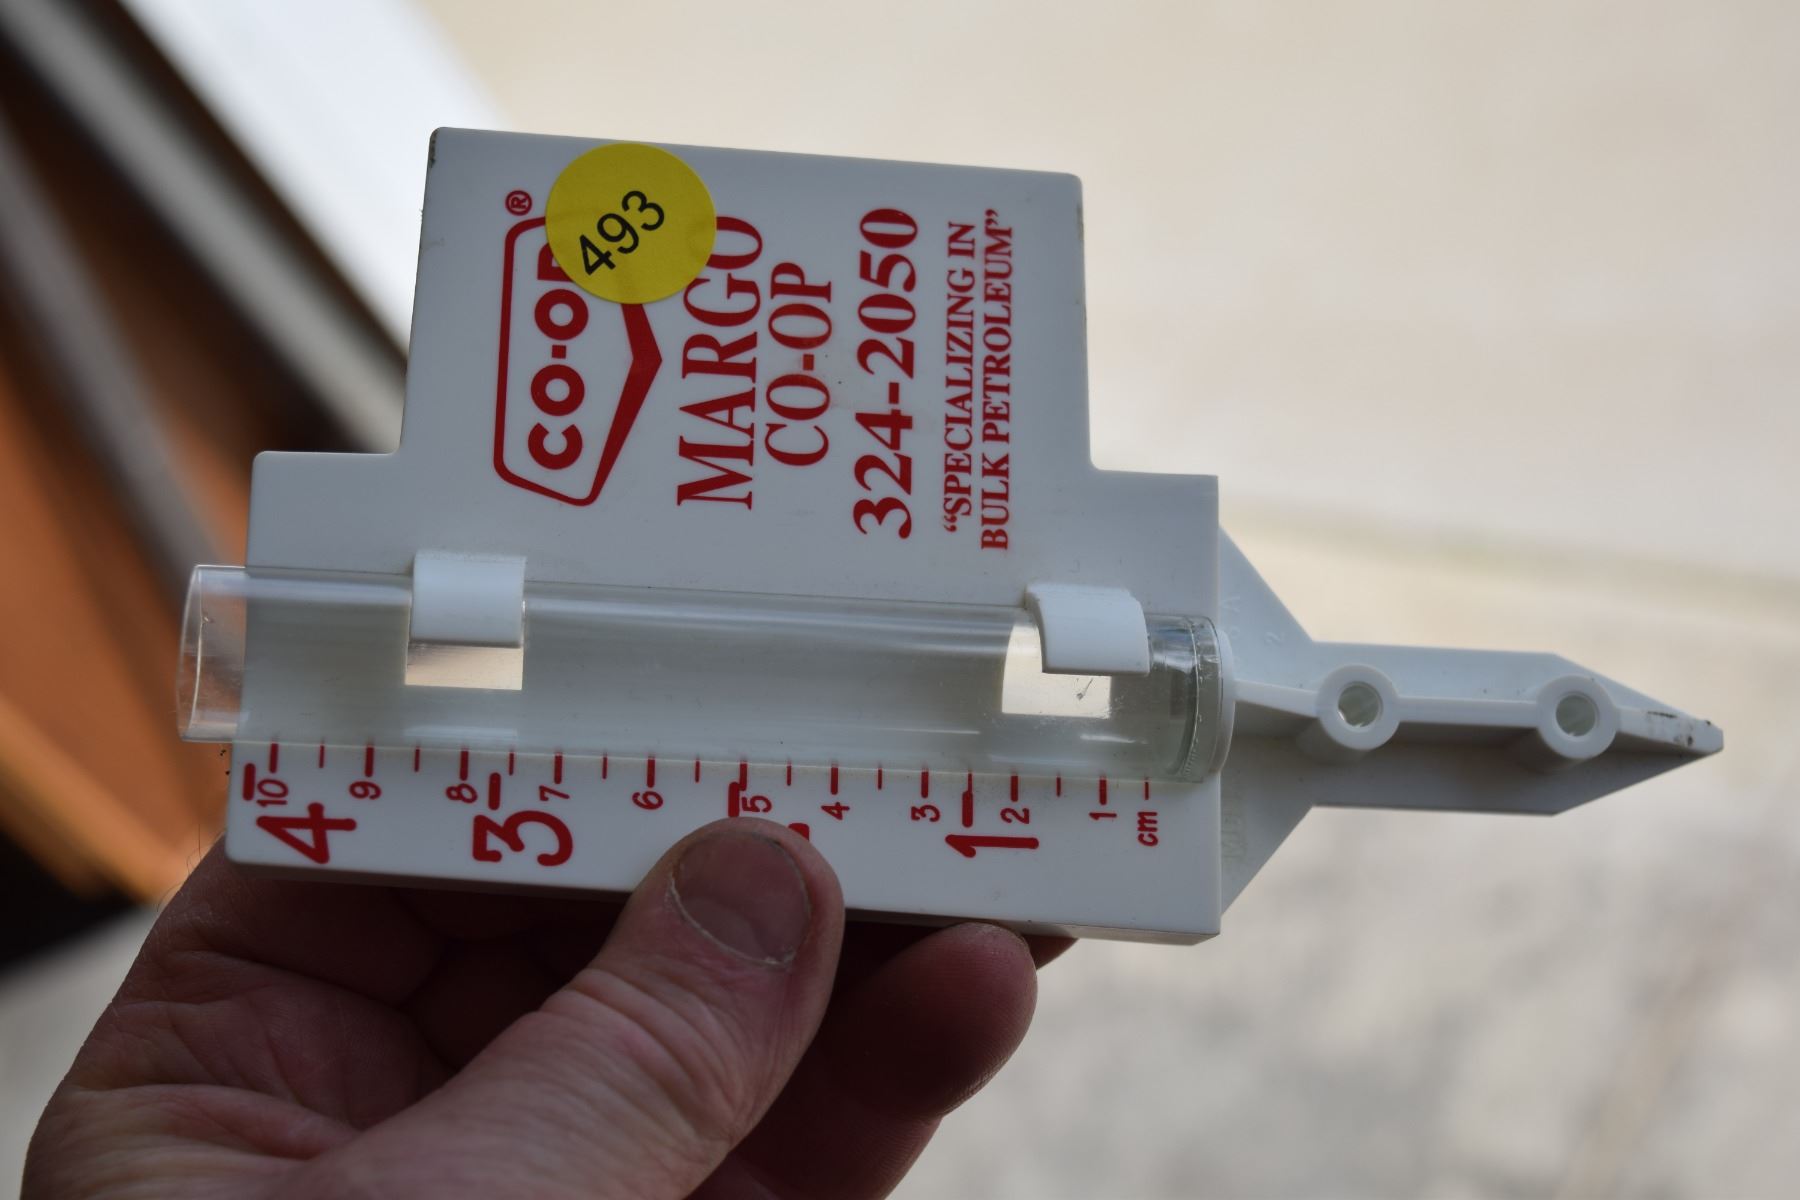 CO-OP
®
493
MARGO
CO-OP
324-2050
"SPECIALIZING IN
BULK PETROLEUM"
10 9 8 7 6 5 4 3 2 1 cm
4 3 1